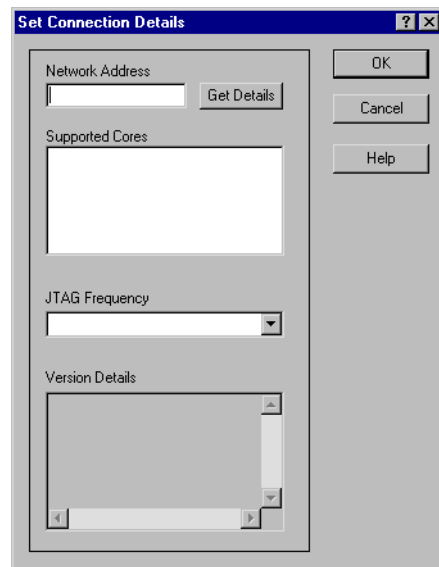 Set Connection Details
Network Address
Get Details
Supported Cores
JTAG Frequency
Version Details
OK
Cancel
Help